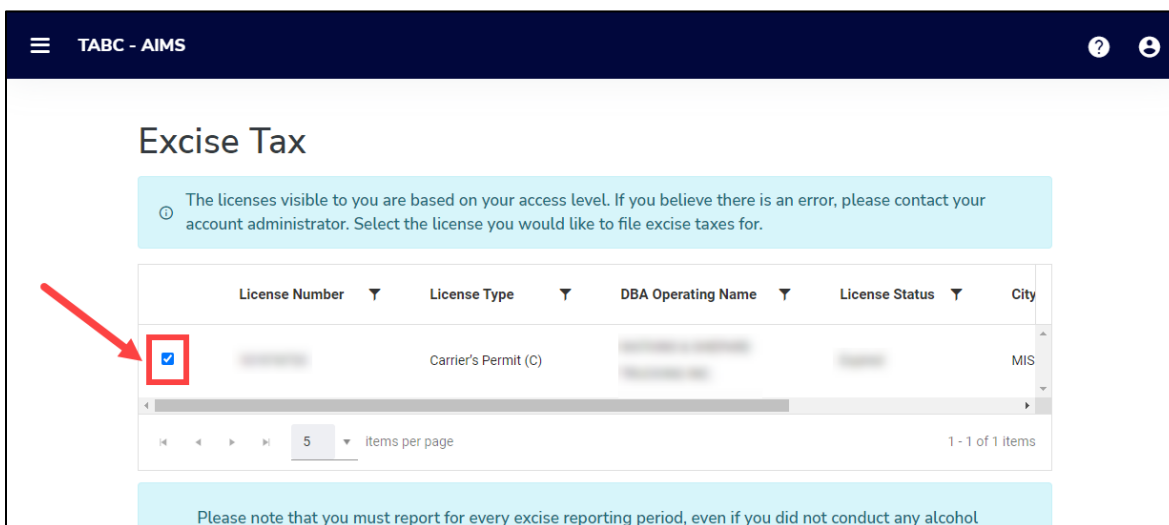 TABC - AIMS
Excise Tax
The licenses visible to you are based on your access level. If you believe there is an error, please contact your
account administrator. Select the license you would like to file excise taxes for.
License Number License Type DBA Operating Name License Status City
Carrier's Permit (C) MIS
5 items per page 1 - 1 of 1 items
Please note that you must report for every excise reporting period, even if you did not conduct any alcohol